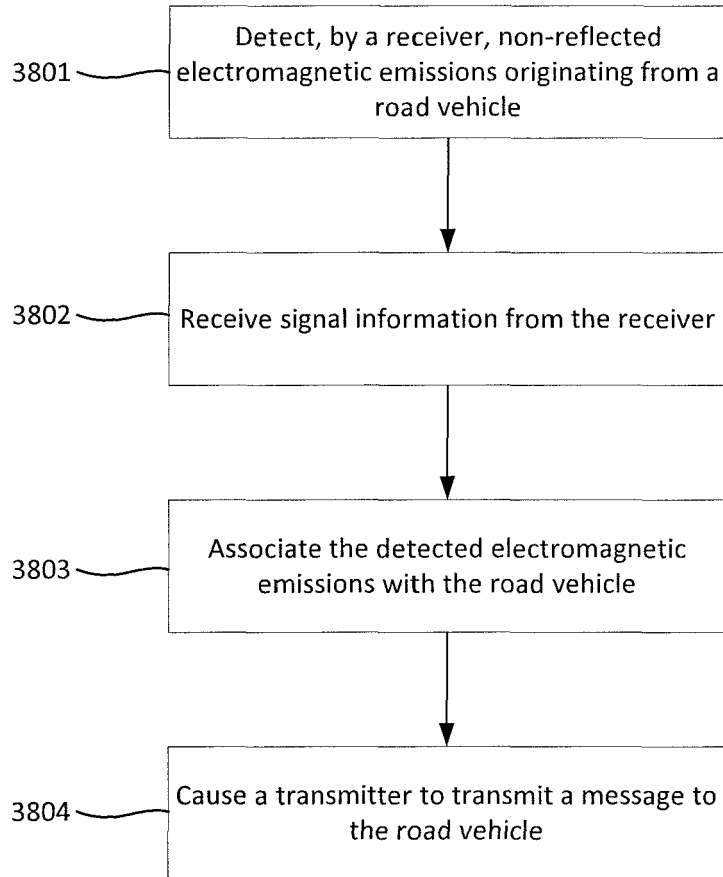 Detect, by a receiver, non-reflected
3801 electromagnetic emissions originating from a
road vehicle
3802 Receive signal information from the receiver
Associate the detected electromagnetic
3803 emissions with the road vehicle
Cause a transmitter to transmit a message to
3804 the road vehicle